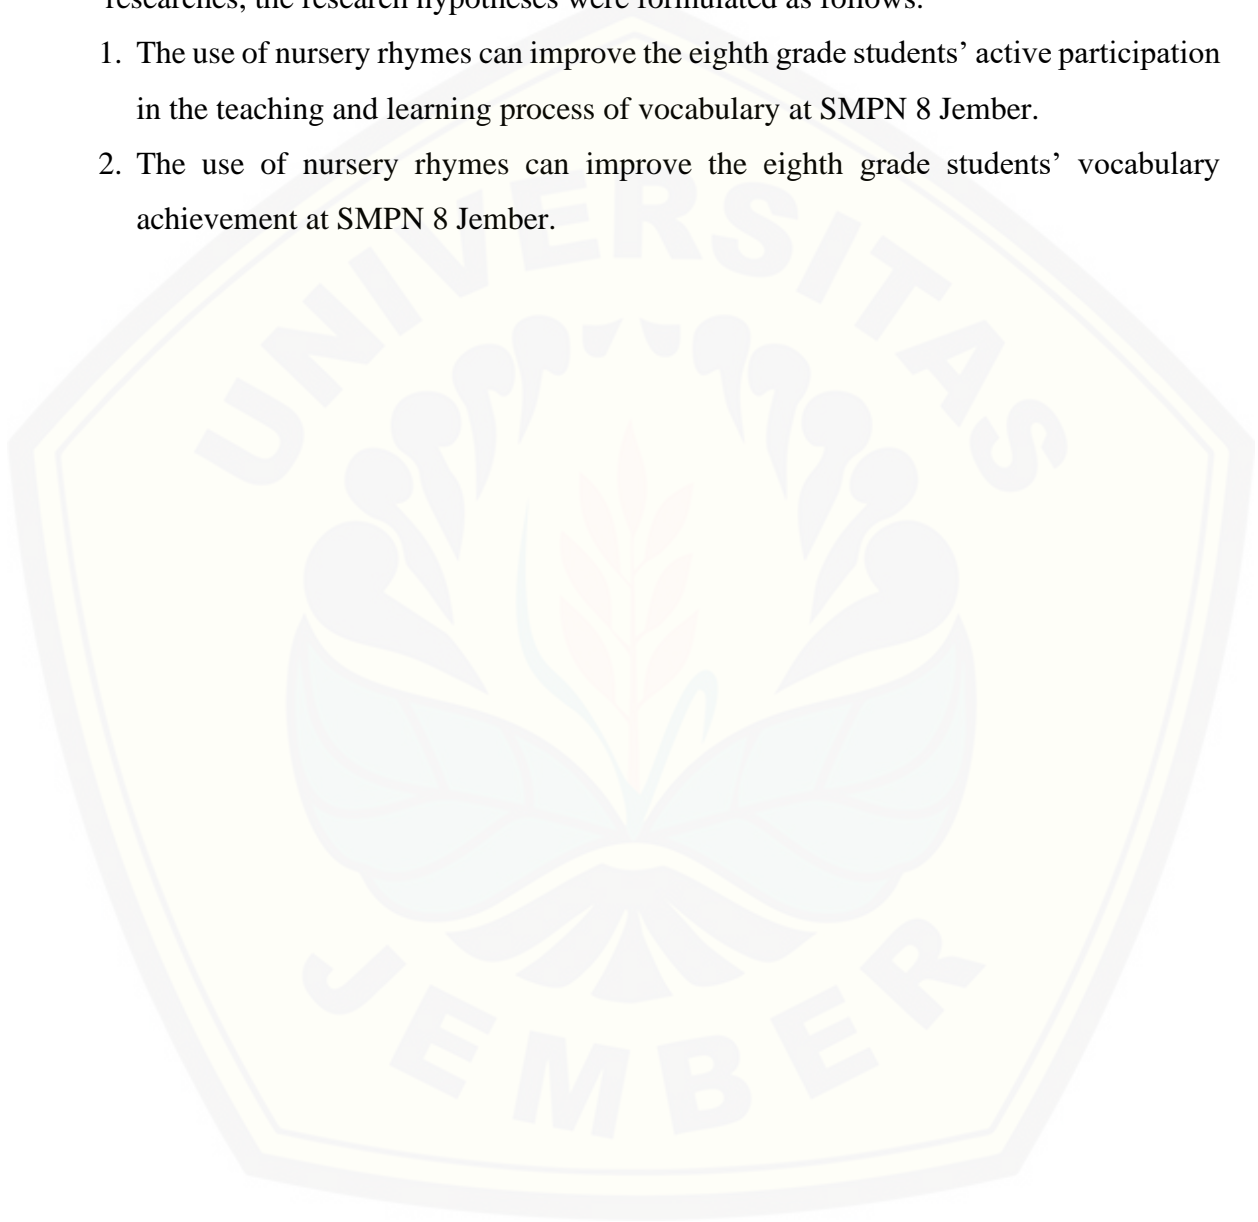 researches, the research hypotheses were formulated as follows:
1. The use of nursery rhymes can improve the eighth grade students’ active participation
in the teaching and learning process of vocabulary at SMPN 8 Jember.
2. The use of nursery rhymes can improve the eighth grade students’ vocabulary
achievement at SMPN 8 Jember.
UNIVERSITAS
JEMBER